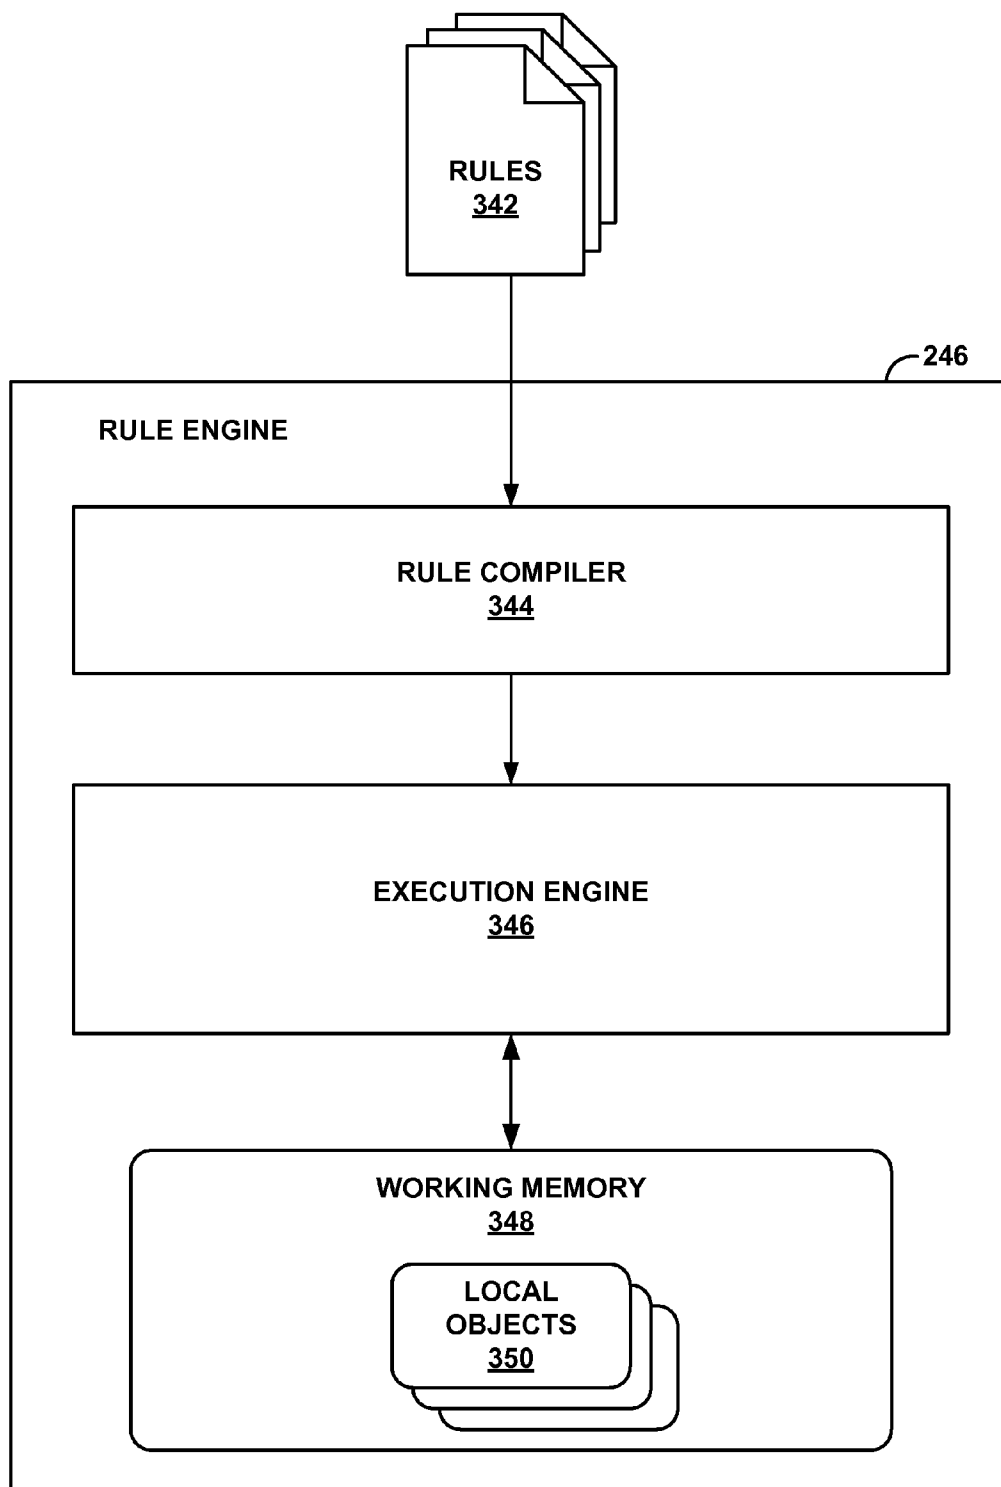 RULES
342
246
RULE ENGINE
RULE COMPILER
344
EXECUTION ENGINE
346
WORKING MEMORY
348
LOCAL
OBJECTS
350